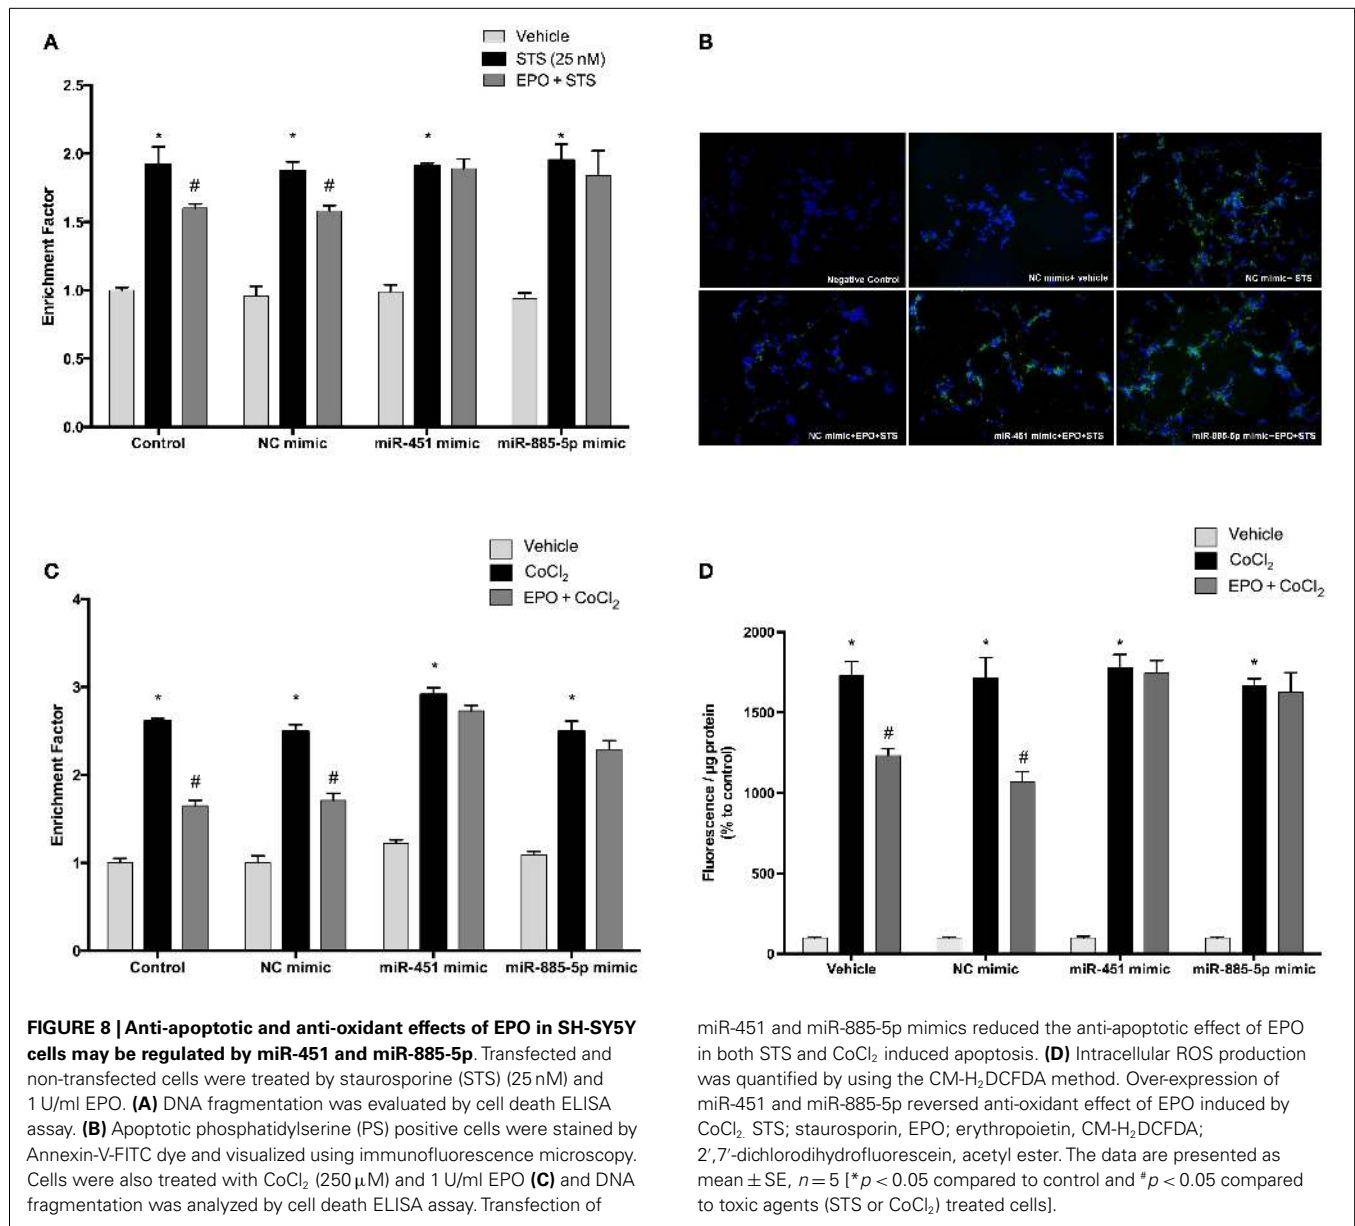 A
Vehicle
STS (25 nM)
EPO + STS
2.5
2.0
1.5
1.0
0.5
0.0
Enrichment Factor
* # * # * *
Control NC mimic miR-451 mimic miR-885-5p mimic
B
Negative Control
NC mimic+ vehicle
NC mimic+ STS
NC mimic+EPO+STS
miR-451 mimic+EPO+STS
miR-885-5p mimic+EPO+STS
C
Vehicle
CoCl2
EPO + CoCl2
4
3
2
1
0
Enrichment Factor
* # * # * *
Control NC mimic miR-451 mimic miR-885-5p mimic
D
Vehicle
CoCl2
EPO + CoCl2
2000
1500
1000
500
0
Fluorescence / µg protein
(% to control)
* # * # * *
Vehicle NC mimic miR-451 mimic miR-885-5p mimic
FIGURE 8 | Anti-apoptotic and anti-oxidant effects of EPO in SH-SY5Y
cells may be regulated by miR-451 and miR-885-5p. Transfected and
non-transfected cells were treated by staurosporine (STS) (25 nM) and
1 U/ml EPO. (A) DNA fragmentation was evaluated by cell death ELISA
assay. (B) Apoptotic phosphatidylserine (PS) positive cells were stained by
Annexin-V-FITC dye and visualized using immunofluorescence microscopy.
Cells were also treated with CoCl2 (250 µM) and 1 U/ml EPO (C) and DNA
fragmentation was analyzed by cell death ELISA assay. Transfection of
miR-451 and miR-885-5p mimics reduced the anti-apoptotic effect of EPO
in both STS and CoCl2 induced apoptosis. (D) Intracellular ROS production
was quantified by using the CM-H2DCFDA method. Over-expression of
miR-451 and miR-885-5p reversed anti-oxidant effect of EPO induced by
CoCl2. STS; staurosporin, EPO; erythropoietin, CM-H2DCFDA;
2′,7′-dichlorodihydrofluorescein, acetyl ester. The data are presented as
mean ± SE, n = 5 [*p < 0.05 compared to control and #p < 0.05 compared
to toxic agents (STS or CoCl2) treated cells].